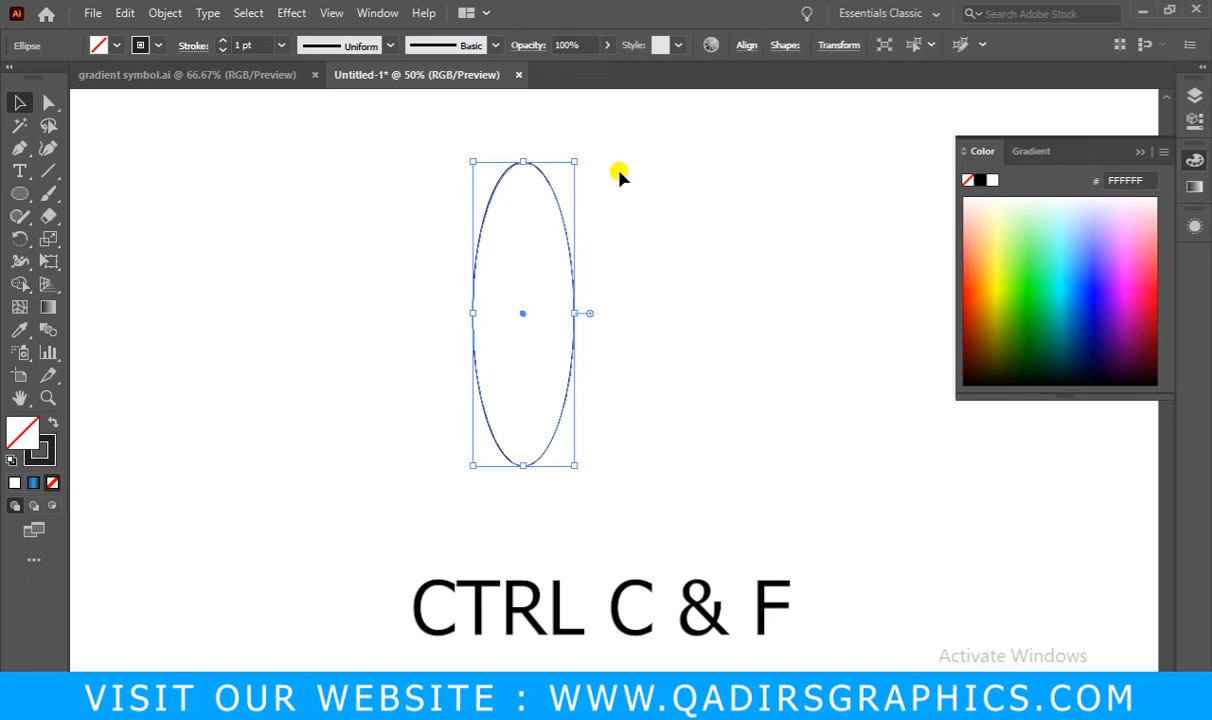 Ai File Edit Object Type Select Effect View Window Help Essentials Classic Search Adobe Stock
Ellipse Stroke: 1 pt Uniform Basic Opacity: 100% Style: Align Shape: Transform
gradient symbol.ai @ 66.67% (RGB/Preview) × Untitled-1* @ 50% (RGB/Preview) ×
Color Gradient
# FFFFFF
CTRL C & F
Activate Windows
VISIT OUR WEBSITE : WWW.QADIRSGRAPHICS.COM